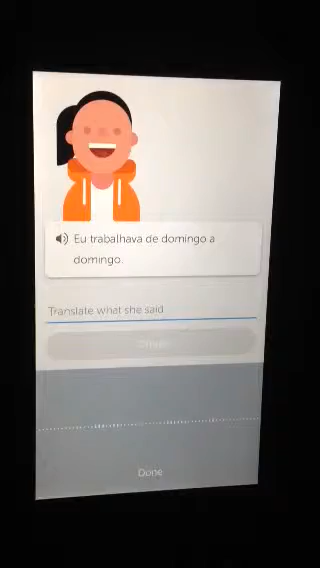 Eu trabalhava de domingo a
domingo.
Translate what she said
Check
Done